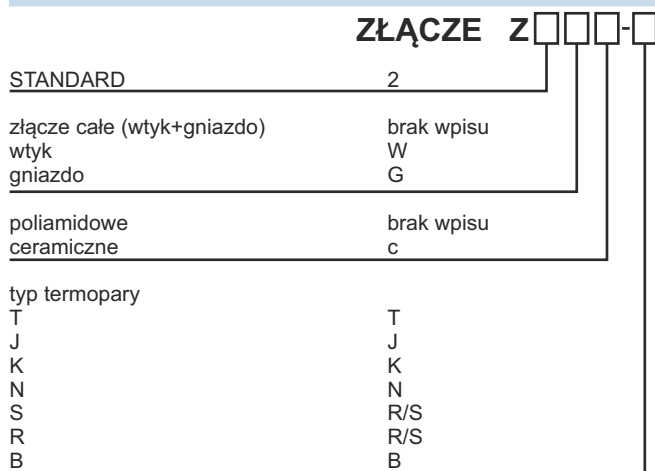 ZŁĄCZE Z□□□-□
STANDARD 2
złącze całe (wtyk+gniazdo) brak wpisu
wtyk W
gniazdo G
poliamidowe brak wpisu
ceramiczne c
typ termopary
T T
J J
K K
N N
S R/S
R R/S
B B